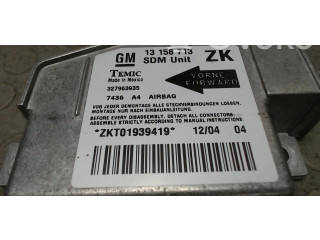 GM 13 158 713 ZK
TEMIC SDM Unit
Made in Mexico
327963935
VORNE
FORWARD
7436 A4 AIRBAG
VOR JEDER DEMONTAGE ALLE STECKVERBINDUNGEN LÖSEN.
MONTAGE NUR NACH VORSCHRIFT!
BEFORE EVERY DISASSEMBLY, DETACH ALL CONNECTORS.
ASSEMBLE STRICTLY ACCORDING TO MANUAL INSTRUCTIONS!
*ZKT01939419* 12/04 04